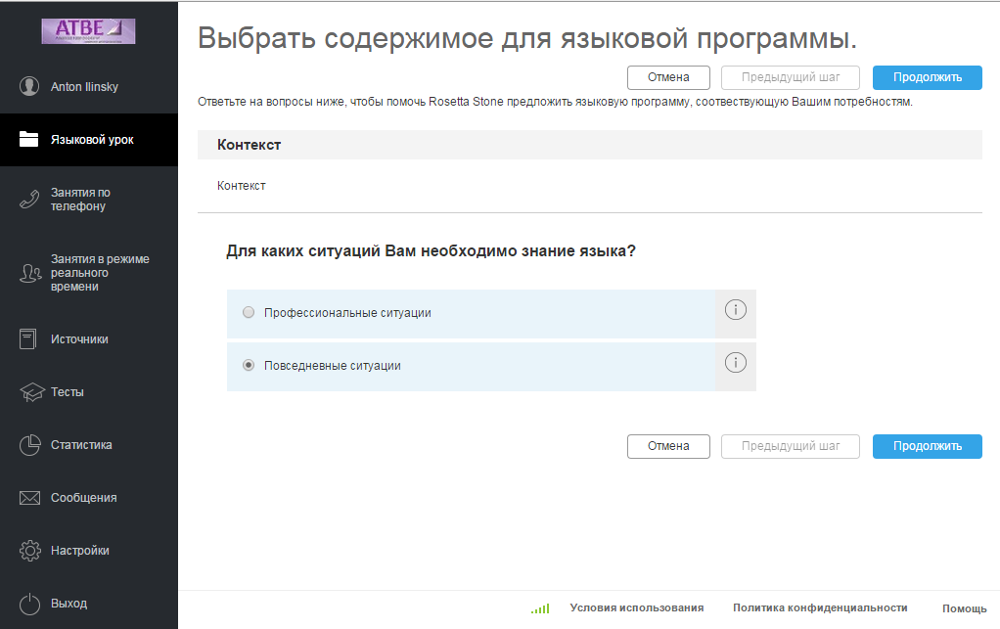 АТВЕ
Anton Ilinsky
Языковой урок
Занятия по
телефону
Занятия в режиме
реального
времени
Источники
Тесты
Статистика
Сообщения
Настройки
Выход
Выбрать содержимое для языковой программы.
Отмена Предыдущий шаг Продолжить
Ответьте на вопросы ниже, чтобы помочь Rosetta Stone предложить языковую программу, соотвествующую Вашим потребностям.
Контекст
Контекст
Для каких ситуаций Вам необходимо знание языка?
Профессиональные ситуации
Повседневные ситуации
Отмена Предыдущий шаг Продолжить
Условия использования Политика конфиденциальности Помощь